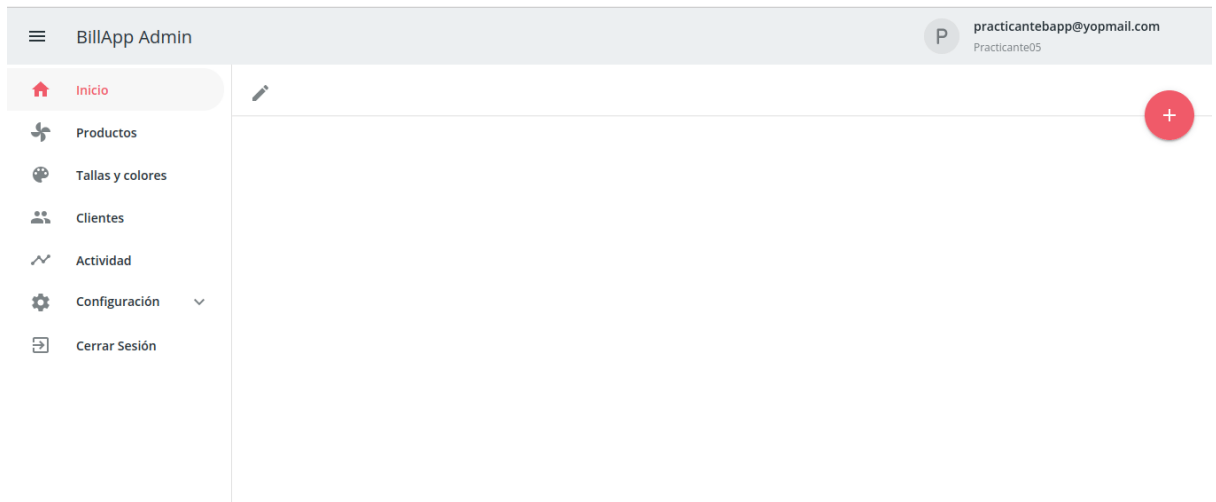 BillApp Admin
P
practicantebapp@yopmail.com
Practicante05
Inicio
Productos
Tallas y colores
Clientes
Actividad
Configuración
Cerrar Sesión